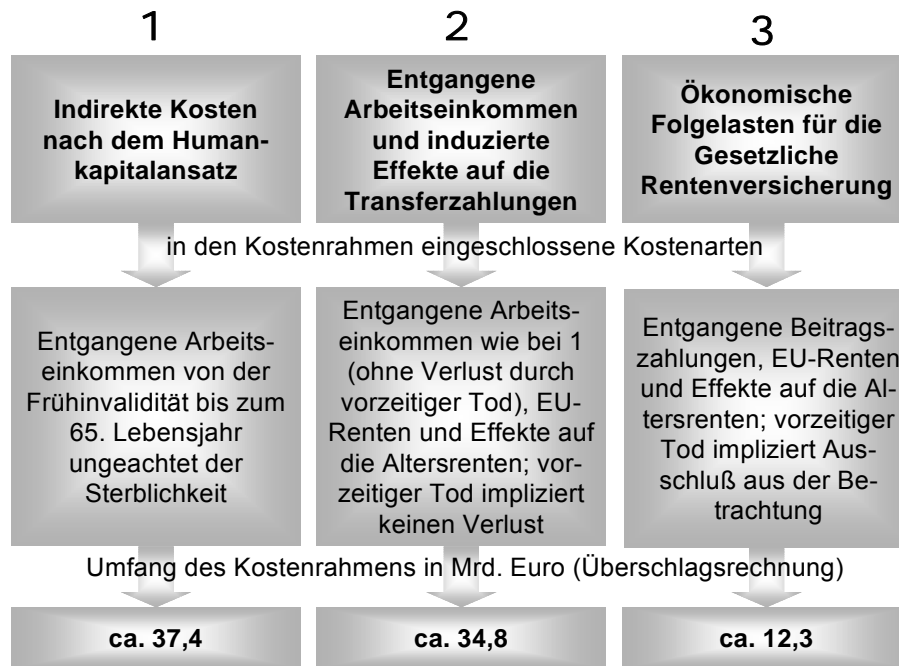 1
2
3
Indirekte Kosten
nach dem Human-
kapitalansatz
Entgangene
Arbeitseinkommen
und induzierte
Effekte auf die
Transferzahlungen
Ökonomische
Folgelasten für die
Gesetzliche
Rentenversicherung
in den Kostenrahmen eingeschlossene Kostenarten
Entgangene Arbeits-
einkommen von der
Frühinvalidität bis zum
65. Lebensjahr
ungeachtet der
Sterblichkeit
Entgangene Arbeits-
einkommen wie bei 1
(ohne Verlust durch
vorzeitiger Tod), EU-
Renten und Effekte auf
die Altersrenten; vor-
zeitiger Tod impliziert
keinen Verlust
Entgangene Beitrags-
zahlungen, EU-Renten
und Effekte auf die Al-
tersrenten; vorzeitiger
Tod impliziert Aus-
schluß aus der Be-
trachtung
Umfang des Kostenrahmens in Mrd. Euro (Überschlagsrechnung)
ca. 37,4
ca. 34,8
ca. 12,3